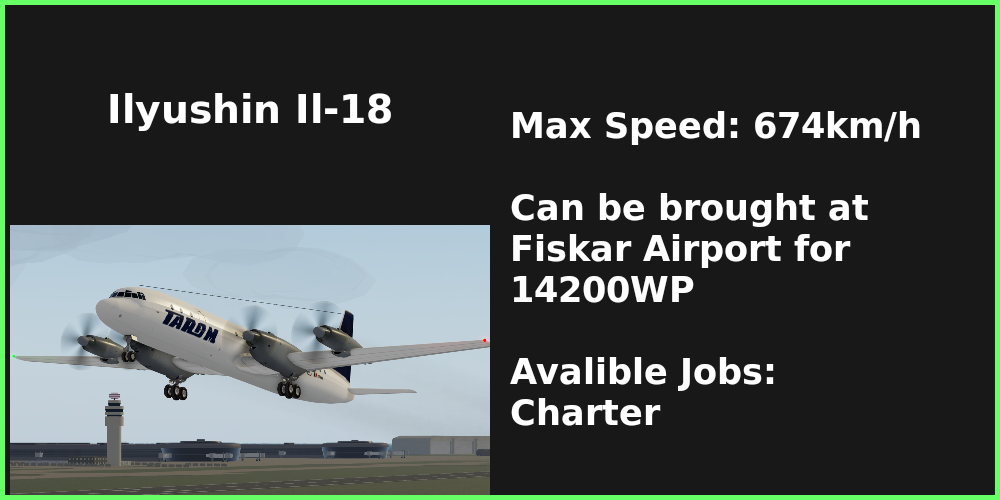 Ilyushin Il-18
TAROM
Max Speed: 674km/h
Can be brought at
Fiskar Airport for
14200WP
Avalible Jobs:
Charter